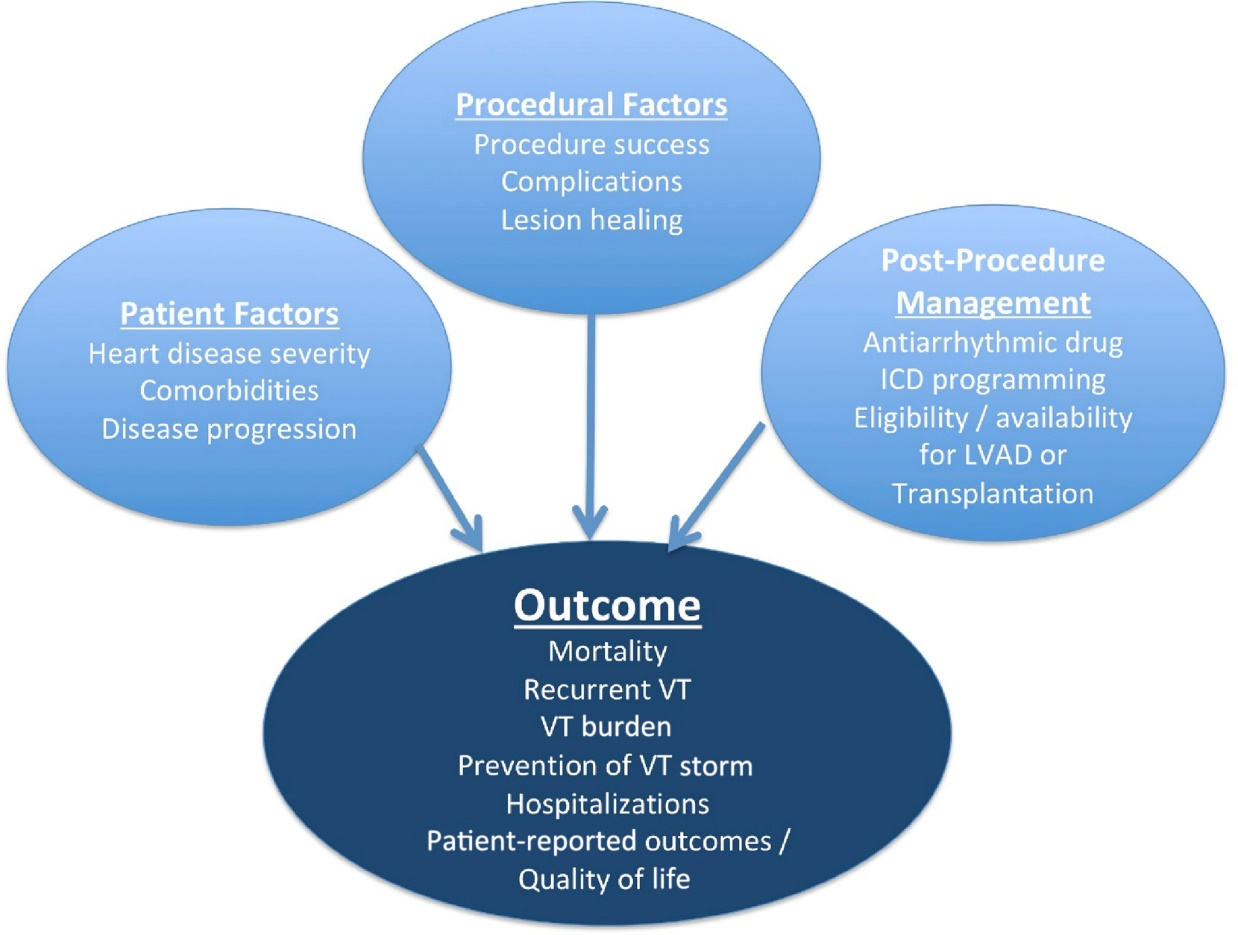 Procedural Factors
Procedure success
Complications
Lesion healing
Patient Factors
Heart disease severity
Comorbidities
Disease progression
Post-Procedure
Management
Antiarrhythmic drug
ICD programming
Eligibility / availability
for LVAD or
Transplantation
Outcome
Mortality
Recurrent VT
VT burden
Prevention of VT storm
Hospitalizations
Patient-reported outcomes /
Quality of life